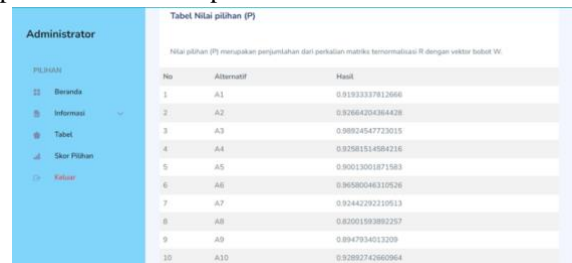 Tabel Nilai pilihan (P)
Administrator
Nilai pilihan (P) merupakan penjumlahan dari perkalian matriks ternormalisasi R dengan vektor bobot W.
PILIHAN
No Alternatif Hasil
Beranda
1 A1 0.91933337812666
Informasi
2 A2 0.92664204364428
Tabel
3 A3 0.98924547723015
Skor Pilihan
4 A4 0.92581514584216
Keluar
5 A5 0.90013001871583
6 A6 0.96580046310528
7 A7 0.92442292210513
8 A8 0.82001593892257
9 A9 0.8947934013209
10 A10 0.92892742660964